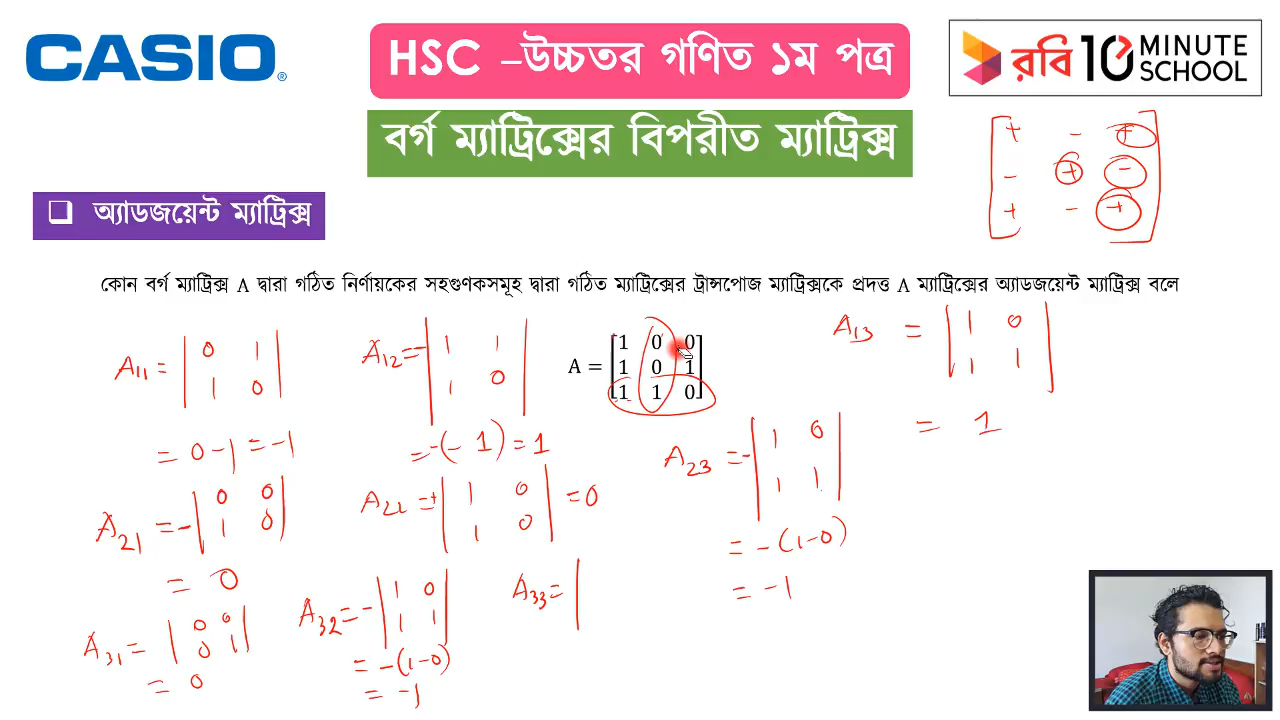 CASIO
HSC –উচ্চতর গণিত ১ম পত্র
রবি 10 MINUTE SCHOOL
বর্গ ম্যাট্রিক্সের বিপরীত ম্যাট্রিক্স
+ - +
- + -
+ - +
❑ অ্যাডজয়েন্ট ম্যাট্রিক্স
কোন বর্গ ম্যাট্রিক্স A দ্বারা গঠিত নির্ণায়কের সহগুণকসমূহ দ্বারা গঠিত ম্যাট্রিক্সের ট্রান্সপোজ ম্যাট্রিক্সকে প্রদত্ত A ম্যাট্রিক্সের অ্যাডজয়েন্ট ম্যাট্রিক্স বলে
A11 = | 0 1 |
| 1 0 |
= 0 - 1 = -1
A12 = - | 1 1 |
| 1 0 |
= -(- 1) = 1
A = [1 0 0]
[1 0 1]
[1 1 0]
A13 = | 1 0 |
| 1 1 |
= 1
A21 = - | 0 0 |
| 1 0 |
= 0
A22 = + | 1 0 | = 0
| 1 0 |
A23 = - | 1 0 |
| 1 1 |
= -(1-0)
= -1
A31 = | 0 0 |
| 0 1 |
= 0
A32 = - | 1 0 |
| 1 1 |
= -(1-0)
= -1
A33 = |